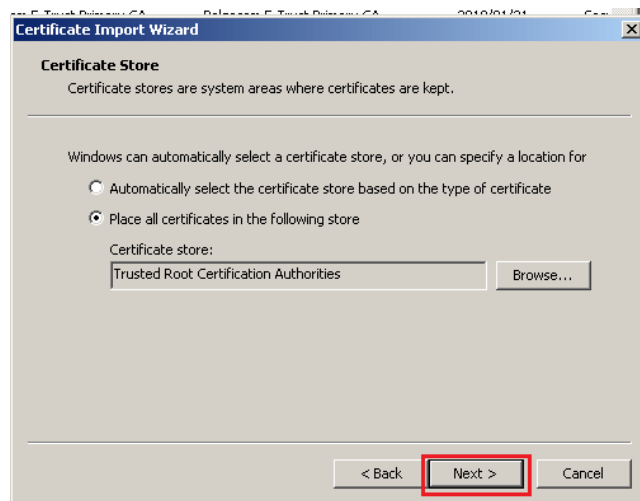 Certificate Import Wizard
Certificate Store
Certificate stores are system areas where certificates are kept.
Windows can automatically select a certificate store, or you can specify a location for
Automatically select the certificate store based on the type of certificate
Place all certificates in the following store
Certificate store:
Trusted Root Certification Authorities
Browse...
< Back
Next >
Cancel